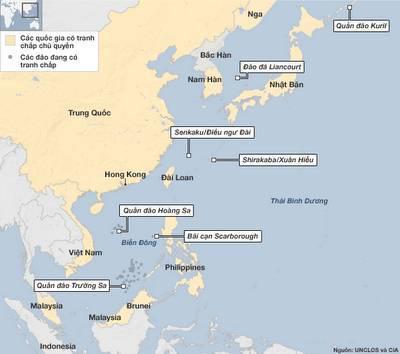 Các quốc gia có tranh
chấp chủ quyền
Các đảo đang có
tranh chấp
Nga
Quần đảo Kuril
Bắc Hàn
Đảo đá Liancourt
Nam Hàn
Nhật Bản
Trung Quốc
Senkaku/Điều ngư Đài
Shirakaba/Xuân Hiểu
Hong Kong
Đài Loan
Thái Bình Dương
Quần đảo Hoàng Sa
Bãi cạn Scarborough
Biển Đông
Việt Nam
Philippines
Quần đảo Trường Sa
Malaysia
Brunei
Malaysia
Indonesia
Nguồn: UNCLOS và CIA